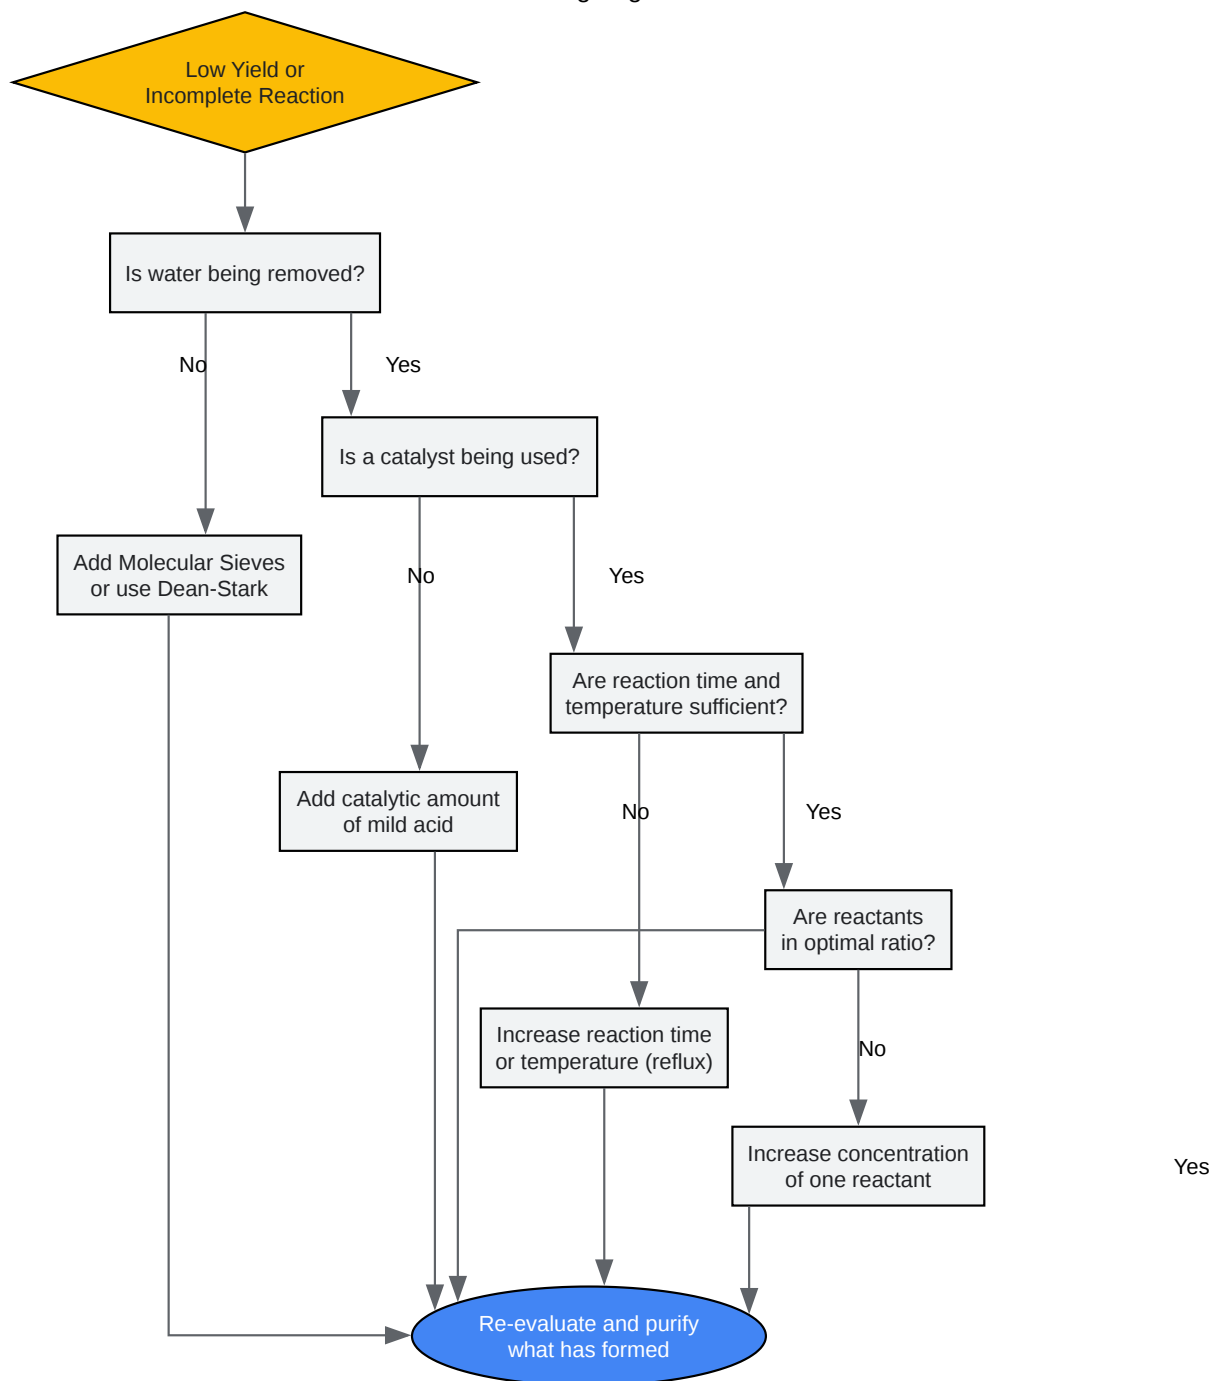 Low Yield or
Incomplete Reaction
Is water being removed?
No
Yes
Is a catalyst being used?
Add Molecular Sieves
or use Dean-Stark
No
Yes
Are reaction time and
temperature sufficient?
Add catalytic amount
of mild acid
No
Yes
Are reactants
in optimal ratio?
Increase reaction time
or temperature (reflux)
No
Increase concentration
of one reactant
Yes
Re-evaluate and purify
what has formed